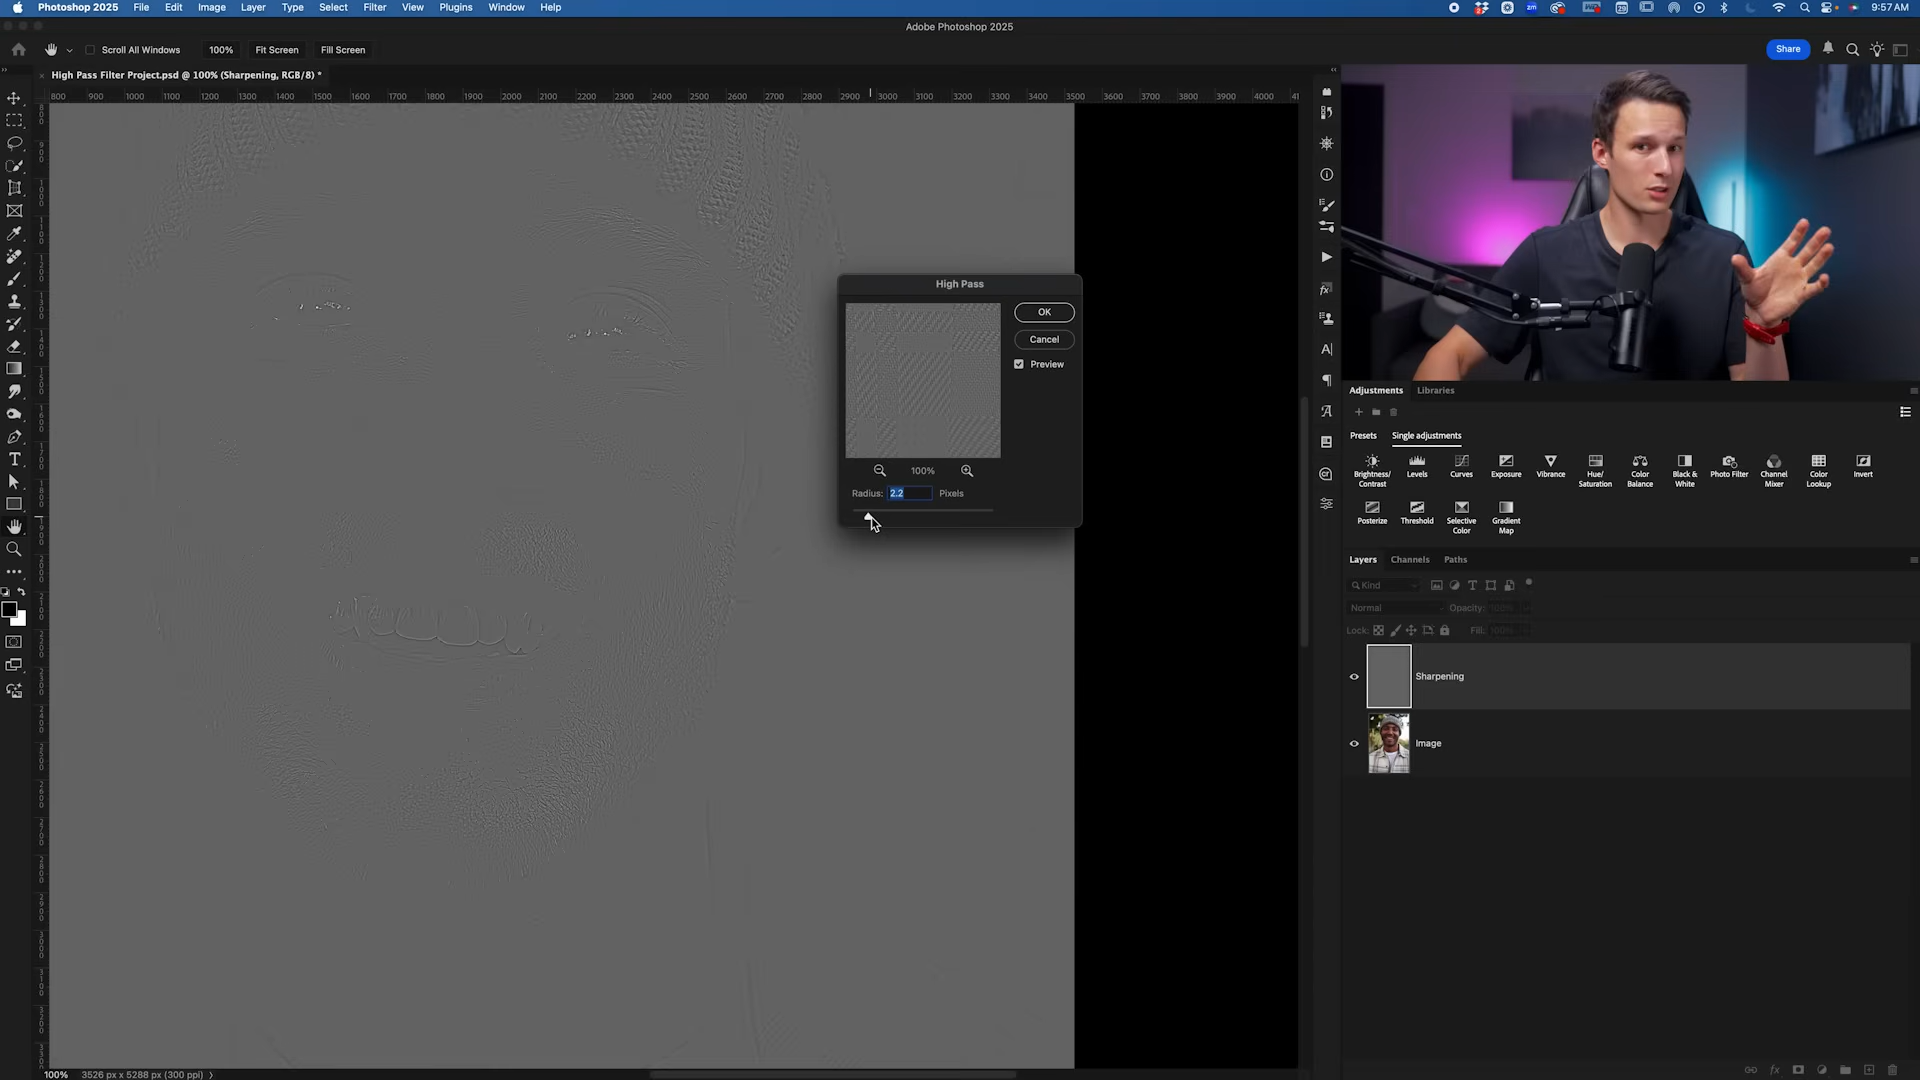 Photoshop 2025 File Edit Image Layer Type Select Filter View Plugins Window Help 9:57 AM
Adobe Photoshop 2025
Scroll All Windows 100% Fit Screen Fill Screen Share
High Pass Filter Project.psd @ 100% (Sharpening, RGB/8) *
800 900 1000 1100 1200 1300 1400 1500 1600 1700 1800 1900 2000 2100 2200 2300 2400 2500 2600 2700 2800 2900 3000 3100 3200 3300 3400 3500 3600 3700 3800 3900 4000
High Pass
OK
Cancel
Preview
100%
Radius: 2.2 Pixels
Adjustments Libraries
Presets Single adjustments
Brightness/
Contrast
Levels
Curves
Exposure
Vibrance
Hue/
Saturation
Color
Balance
Black &
White
Photo Filter
Channel
Mixer
Color
Lookup
Invert
Posterize
Threshold
Selective
Color
Gradient
Map
Layers Channels Paths
Kind
Normal Opacity: 100%
Lock: Fill: 100%
Sharpening
Image
100% 3526 px x 5288 px (300 ppi)